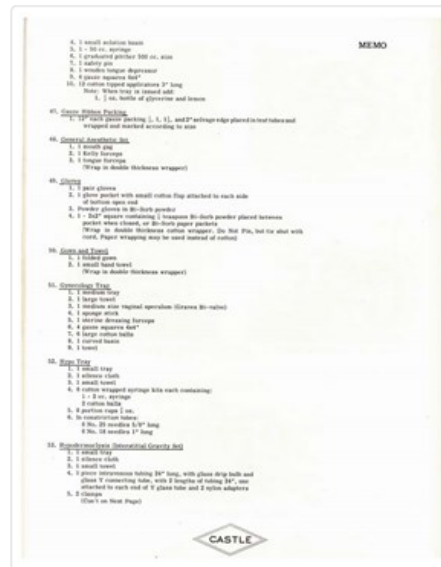 4. 1 small solution basin
5. 1 - 50 cc. syringe
6. 1 graduated pitcher 500 cc. size
7. 1 safety pin
8. 1 wooden tongue depressor
9. 4 gauze squares 4x4"
10. 12 cotton tipped applicators 3" long
Note: When tray is issued add:
1. oz. bottle of glycerine and lemon
MEMO
47. Gauze Ribbon Packing
1. 12" each gauze packing 1, and 2" selvage edge placed in test tubes and
wrapped and marked according to size
48. General Anesthetic Set
1. 1 mouth gag
2. 1 Kelly forceps
3. 1 tongue forceps
(Wrap in double thickness wrapper)
49. Gloves
1. 1 pair gloves
2. 1 glove pocket with small cotton flap attached to each side
of bottom open end
3. Powder gloves in Bi-Sorb powder
4. 1 - 2x2" square containing teaspoon Bi-Sorb powder placed between
pocket when closed, or Bi-Sorb paper packets
(Wrap in double thickness cotton wrapper. Do Not Pin, but tie shut with
cord. Paper wrapping may be used instead of cotton)
50. Gown and Towel
1. 1 folded gown
2. 1 small hand towel
(Wrap in double thickness wrapper)
51. Gynecology Tray
1. 1 medium tray
2. 1 large towel
3. 1 medium size vaginal speculum (Graves Bi-valve)
4. 1 sponge stick
5. 1 uterine dressing forceps
6. 4 gauze squares 4x4"
7. 6 large cotton balls
8. 1 curved basin
9. 1 towel
52. Hypo Tray
1. 1 small tray
2. 1 silence cloth
3. 1 small towel
4. 6 cotton wrapped syringe kits each containing:
1 - 2 cc. syringe
2 cotton balls
5. 8 portion cups oz.
6. In constriction tubes:
6 No. 25 needles 5/8" long
6 No. 18 needles 1" long
53. Hypodermoclysis (Interstitial Gravity Set)
1. 1 small tray
2. 1 silence cloth
3. 1 small towel
4. 1 piece intravenous tubing 24" long, with glass drip bulb and
glass Y connecting tube, with 2 lengths of tubing 24", one
attached to each end of Y glass tube and 2 nylon adapters
5. 2 clamps
(Con't on Next Page)
CASTLE